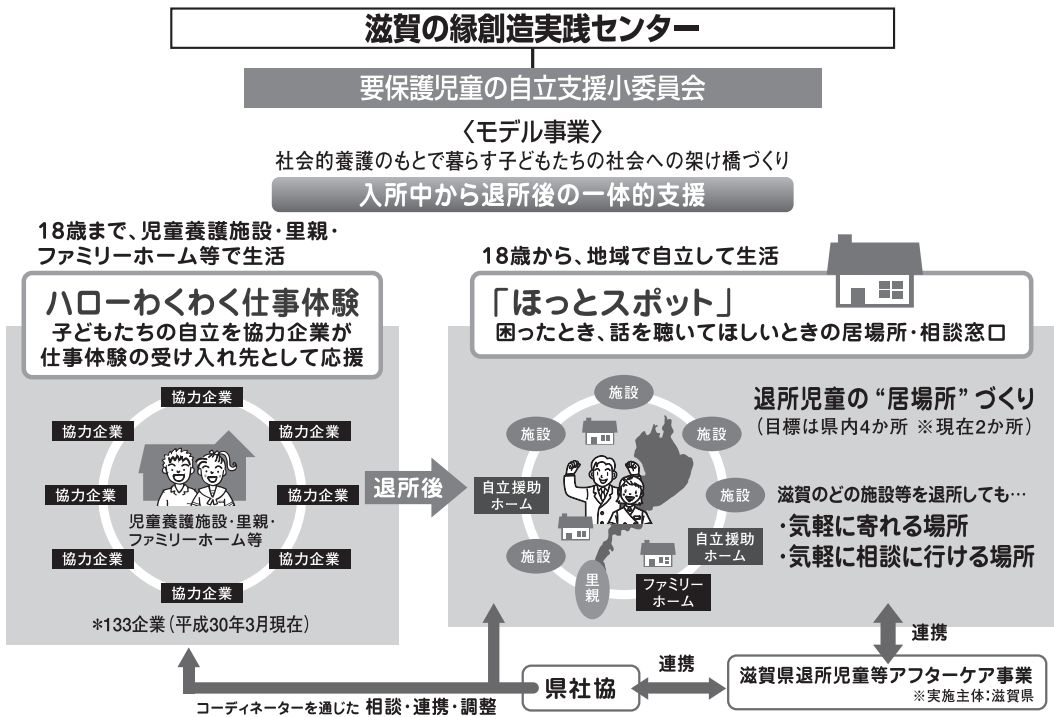 滋賀の縁創造実践センター
要保護児童の自立支援小委員会
〈モデル事業〉
社会的養護のもとで暮らす子どもたちの社会への架け橋づくり
入所中から退所後の一体的支援
18歳まで、児童養護施設・里親・
ファミリーホーム等で生活
ハローわくわく仕事体験
子どもたちの自立を協力企業が
仕事体験の受け入れ先として応援
協力企業
協力企業
協力企業
協力企業
協力企業
協力企業
協力企業
協力企業
児童養護施設・里親・
ファミリーホーム等
*133企業(平成30年3月現在)
退所後
18歳から、地域で自立して生活
「ほっとスポット」
困ったとき、話を聴いてほしいときの居場所・相談窓口
施設
施設
施設
自立援助
ホーム
施設
施設
自立援助
ホーム
里親
ファミリー
ホーム
退所児童の“居場所”づくり
(目標は県内4か所 ※現在2か所)
滋賀のどの施設等を退所しても…
・気軽に寄れる場所
・気軽に相談に行ける場所
連携
県社協
連携
滋賀県退所児童等アフターケア事業
※実施主体:滋賀県
コーディネーターを通じた 相談・連携・調整